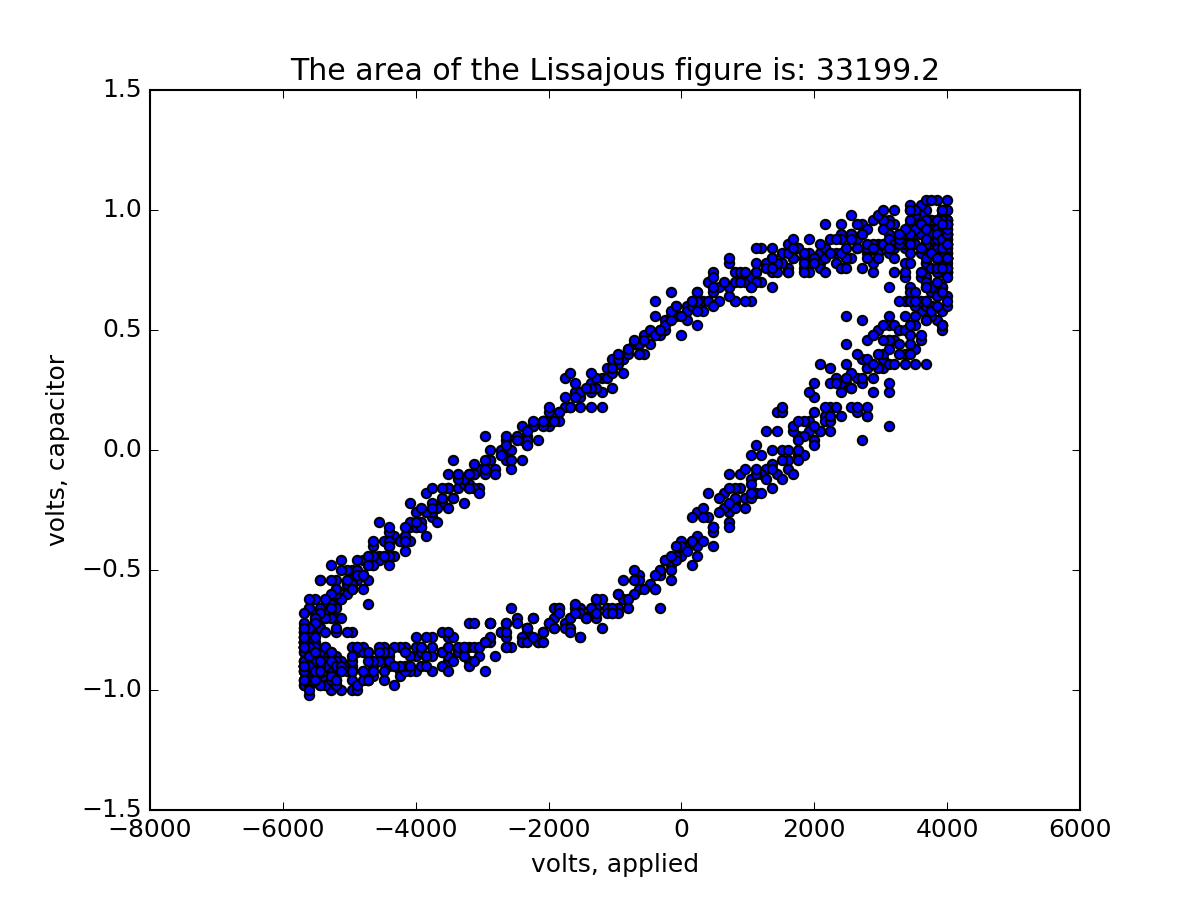 The area of the Lissajous figure is: 33199.2
1.5
1.0
0.5
0.0
−0.5
−1.0
−1.5
volts, capacitor
−8000 −6000 −4000 −2000 0 2000 4000 6000
volts, applied